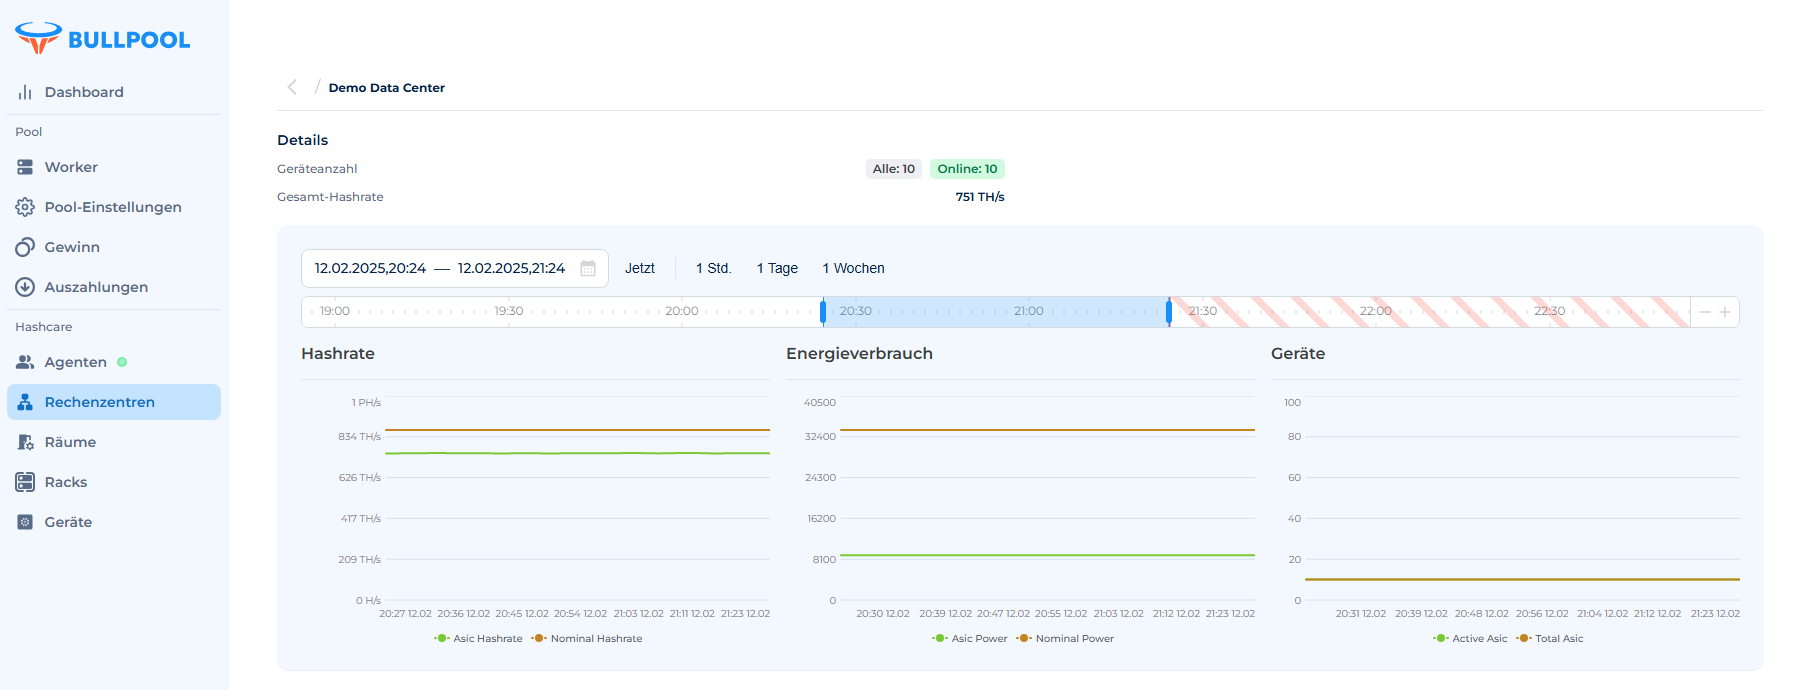 BULLPOOL
Dashboard
Pool
Worker
Pool-Einstellungen
Gewinn
Auszahlungen
Hashcare
Agenten
Rechenzentren
Räume
Racks
Geräte
/ Demo Data Center
Details
Geräteanzahl Alle: 10 Online: 10
Gesamt-Hashrate 751 TH/s
12.02.2025,20:24 — 12.02.2025,21:24 Jetzt 1 Std. 1 Tage 1 Wochen
19:00 19:30 20:00 20:30 21:00 21:30 22:00 22:30
Hashrate
1 PH/s
834 TH/s
626 TH/s
417 TH/s
209 TH/s
0 H/s
20:27 12.02 20:36 12.02 20:45 12.02 20:54 12.02 21:03 12.02 21:11 12.02 21:23 12.02
Asic Hashrate Nominal Hashrate
Energieverbrauch
40500
32400
24300
16200
8100
0
20:30 12.02 20:39 12.02 20:47 12.02 20:55 12.02 21:03 12.02 21:12 12.02 21:23 12.02
Asic Power Nominal Power
Geräte
100
80
60
40
20
0
20:31 12.02 20:39 12.02 20:48 12.02 20:56 12.02 21:04 12.02 21:12 12.02 21:23 12.02
Active Asic Total Asic